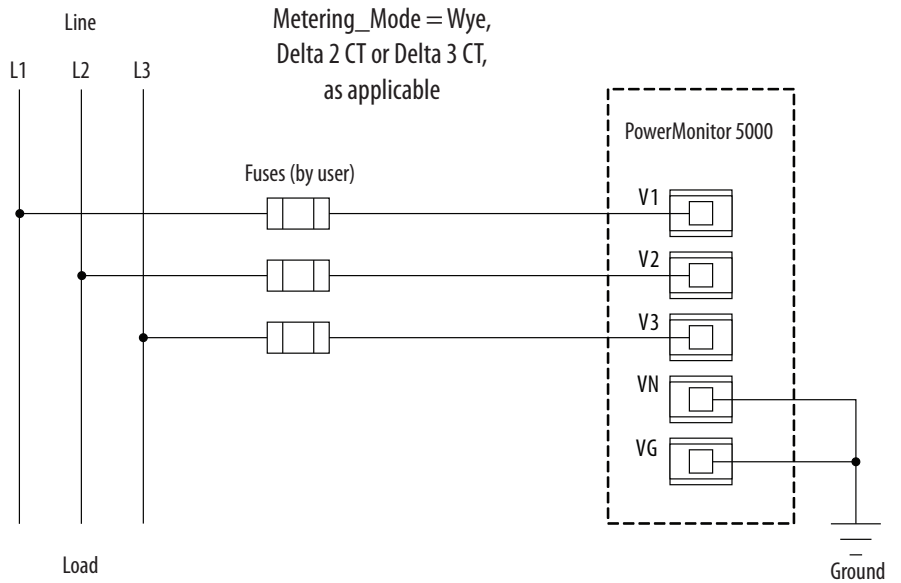 Line
Metering_Mode = Wye,
Delta 2 CT or Delta 3 CT,
as applicable
L1
L2
L3
PowerMonitor 5000
Fuses (by user)
V1
V2
V3
VN
VG
Load
Ground